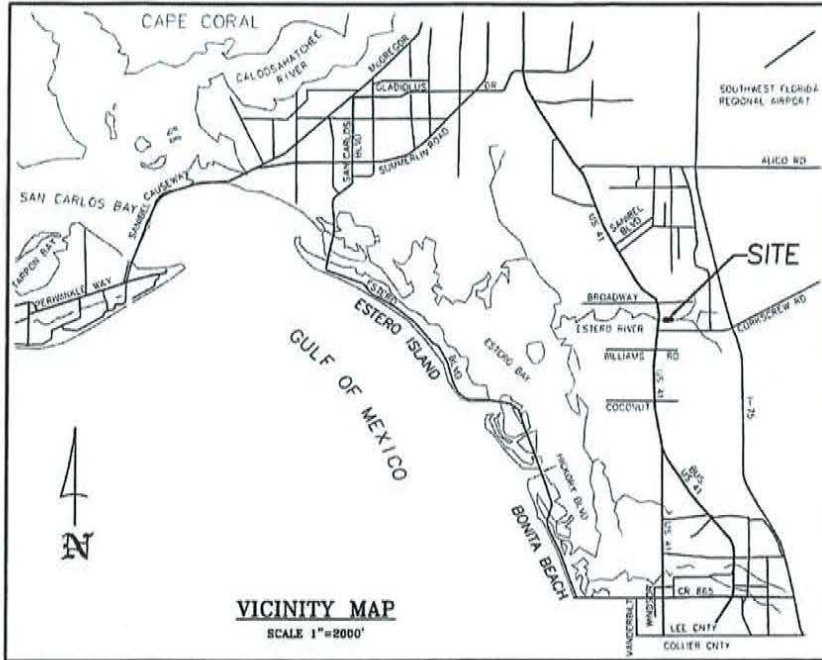 CAPE CORAL
CALOOSAHATCHEE
RIVER
McGREGOR
GLADIOLUS
DR
SOUTHWEST FLORIDA
REGIONAL AIRPORT
SAN CARLOS
BLVD
SUMMERLIN ROAD
ALICO RD
SAN CARLOS BAY
SANIBEL CAUSEWAY
TARPON BAY
PERIWINKLE WAY
US 41
SANIBEL
BLVD
SITE
BROADWAY
ESTERO RIVER
CORKSCREW RD
ESTERO
BLVD
ESTERO ISLAND
ESTERO BAY
WILLIAMS RD
US 41
COCONUT
I-75
GULF OF MEXICO
HICKORY BLVD
BUS
US 41
US 41
BONITA BEACH
N
CR 865
VANDERBILT
WINDSOR
LEE CNTY
COLLIER CNTY
VICINITY MAP
SCALE 1"=2000'